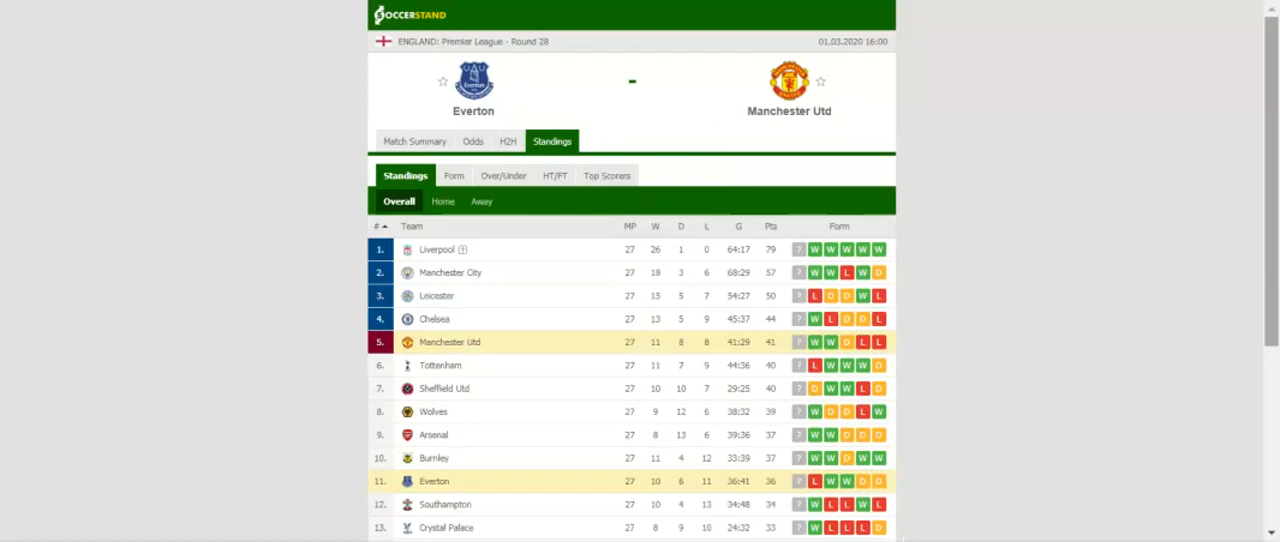 SOCCERSTAND
ENGLAND: Premier League - Round 28 01.03.2020 16:00
Everton - Manchester Utd
Match Summary Odds H2H Standings
Standings Form Over/Under HT/FT Top Scorers
Overall Home Away
# Team MP W D L G Pts Form
1. Liverpool 27 26 1 0 64:17 79 ? W W W W W
2. Manchester City 27 18 3 6 68:29 57 ? W W L W D
3. Leicester 27 15 5 7 54:27 50 ? L D D W L
4. Chelsea 27 13 5 9 45:37 44 ? W L D D L
5. Manchester Utd 27 11 8 8 41:29 41 ? W W D L L
6. Tottenham 27 11 7 9 44:36 40 ? L W W W D
7. Sheffield Utd 27 10 10 7 29:25 40 ? D W W L D
8. Wolves 27 9 12 6 38:32 39 ? W D D L W
9. Arsenal 27 8 13 6 39:36 37 ? W W D D D
10. Burnley 27 11 4 12 33:39 37 ? W W D W W
11. Everton 27 10 6 11 36:41 36 ? L W W D D
12. Southampton 27 10 4 13 34:48 34 ? W L L W L
13. Crystal Palace 27 8 9 10 24:32 33 ? W L L L D